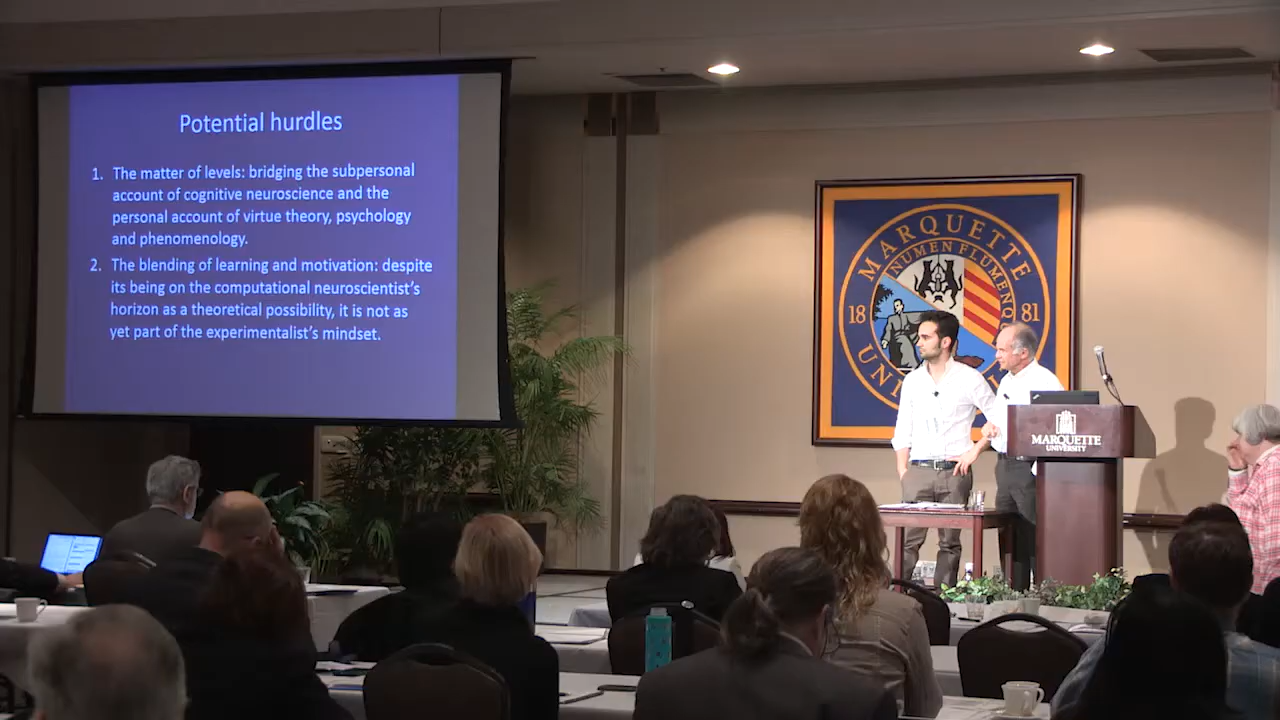 Potential hurdles
1. The matter of levels: bridging the subpersonal
account of cognitive neuroscience and the
personal account of virtue theory, psychology
and phenomenology.
2. The blending of learning and motivation: despite
its being on the computational neuroscientist's
horizon as a theoretical possibility, it is not as
yet part of the experimentalist's mindset.
MARQUETTE
NUMEN FLUMENQ
18 81
UNI
MARQUETTE
UNIVERSITY